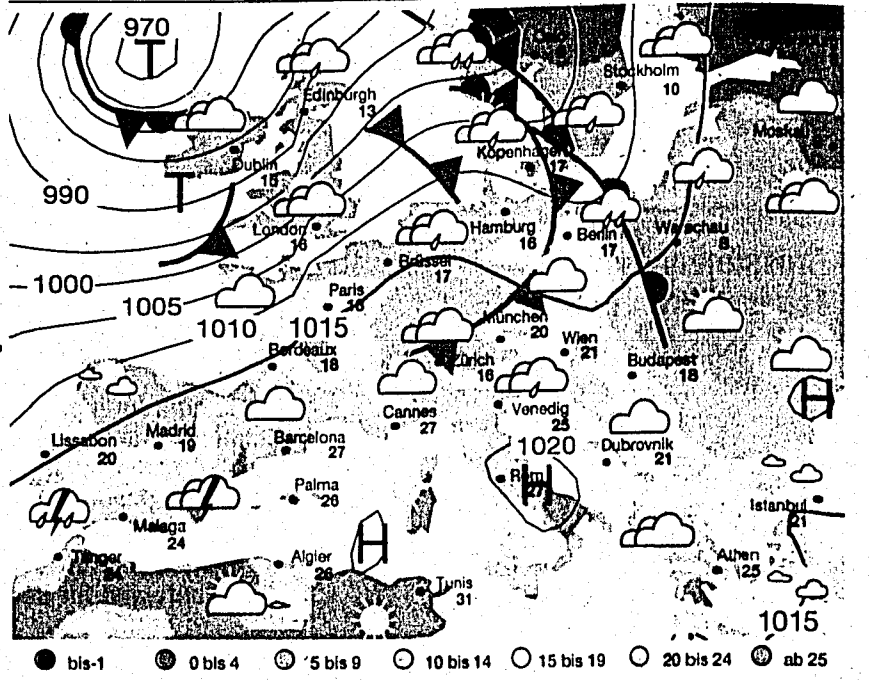 970
T
Stockholm
10
Edinburgh
13
Moskau
Kopenhagen
17
Dublin
990
T
London
16
Hamburg
16
Berlin
17
Warschau
8
Brüssel
17
1000
Paris
1005
1010
1015
München
20
Wien
21
Bordeaux
18
Zürich
16
Budapest
18
H
Cannes
27
Venedig
25
Lissabon
20
Madrid
19
Barcelona
27
1020
Dubrovnik
21
Rom
27
H
Palma
26
Istanbul
21
Malaga
24
H
Tanger
24
Algier
26
Athen
25
Tunis
31
1015
bis-1
0 bis 4
5 bis 9
10 bis 14
15 bis 19
20 bis 24
ab 25